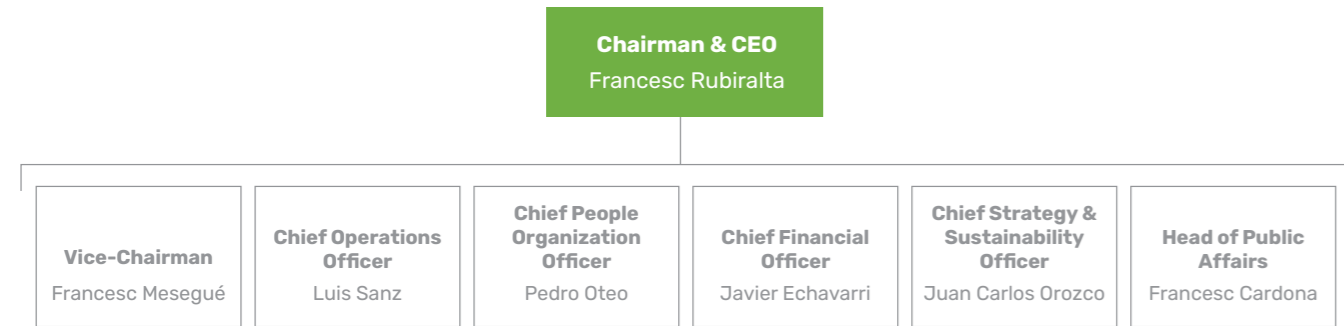 Chairman & CEO
Francesc Rubiralta
Vice-Chairman
Francesc Mesegué
Chief Operations
Officer
Luis Sanz
Chief People
Organization
Officer
Pedro Oteo
Chief Financial
Officer
Javier Echavarri
Chief Strategy &
Sustainability
Officer
Juan Carlos Orozco
Head of Public
Affairs
Francesc Cardona